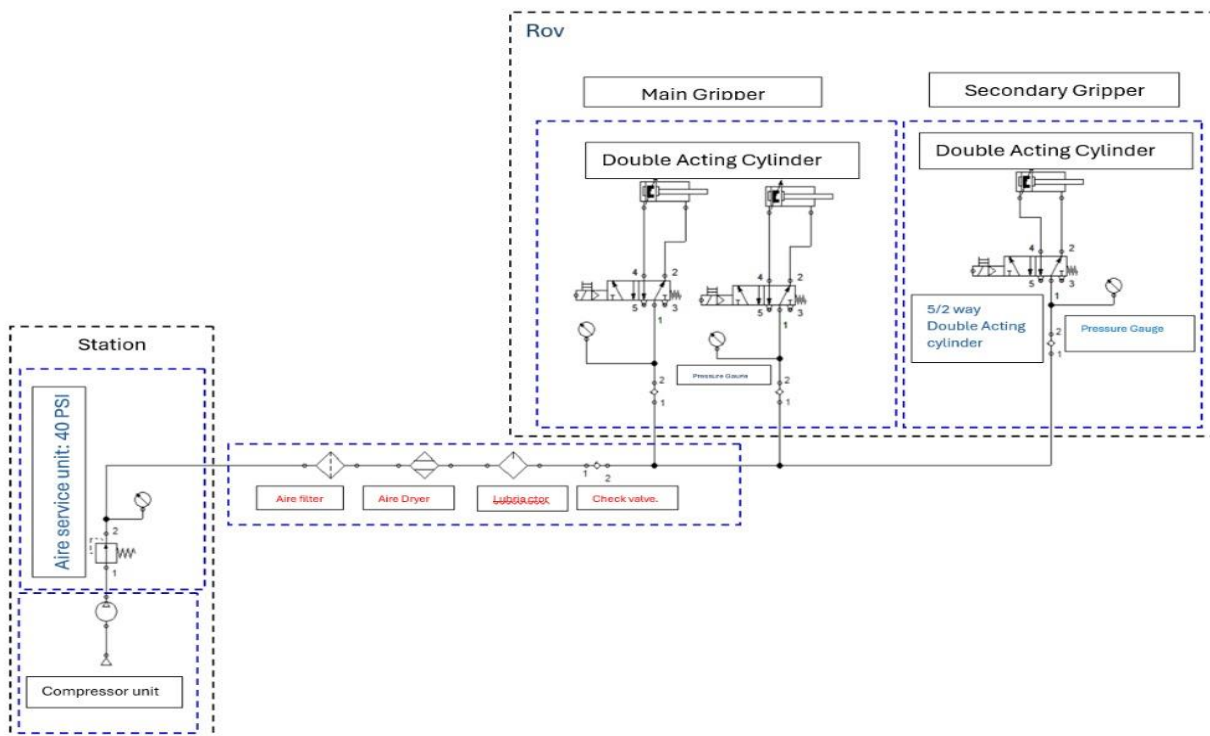 Rov
Main Gripper
Secondary Gripper
Double Acting Cylinder
Double Acting Cylinder
4 2
5 3
1
4 2
5 3
1
4 2
5 3
1
5/2 way
Double Acting
cylinder
Pressure Gauge
2
1
Pressure Gauria
2
1
2
1
Station
Aire service unit: 40 PSI
2
1
1 2
Aire filter
Aire Dryer
Lubriactor
Check valve.
Compressor unit